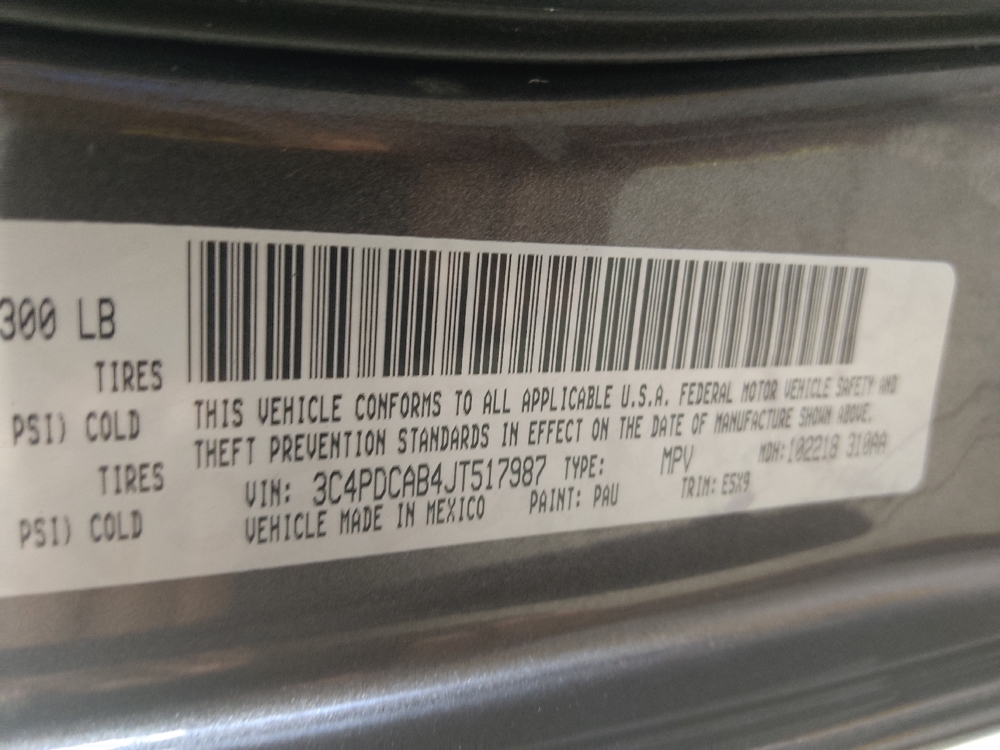 300 LB
TIRES
PSI) COLD
TIRES
PSI) COLD
THIS VEHICLE CONFORMS TO ALL APPLICABLE U.S.A. FEDERAL MOTOR VEHICLE SAFETY AND
THEFT PREVENTION STANDARDS IN EFFECT ON THE DATE OF MANUFACTURE SHOWN ABOVE.
VIN: 3C4PDCAB4JT517987 TYPE: MPV MDH:102218 310AA
VEHICLE MADE IN MEXICO PAINT: PAU TRIM: E5X9